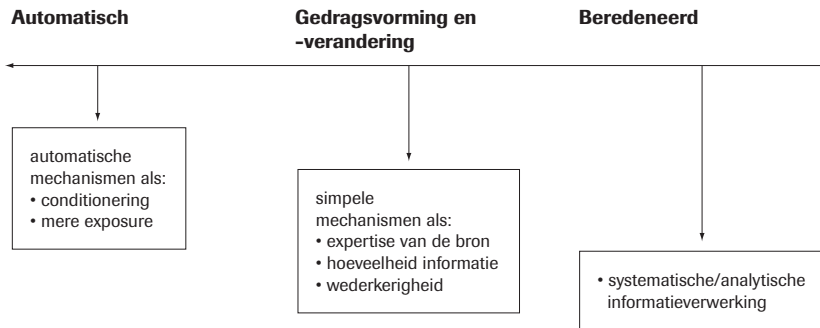 Automatisch
Gedragsvorming en
-verandering
Beredeneerd
automatische
mechanismen als:
• conditionering
• mere exposure
simpele
mechanismen als:
• expertise van de bron
• hoeveelheid informatie
• wederkerigheid
• systematische/analytische
informatieverwerking